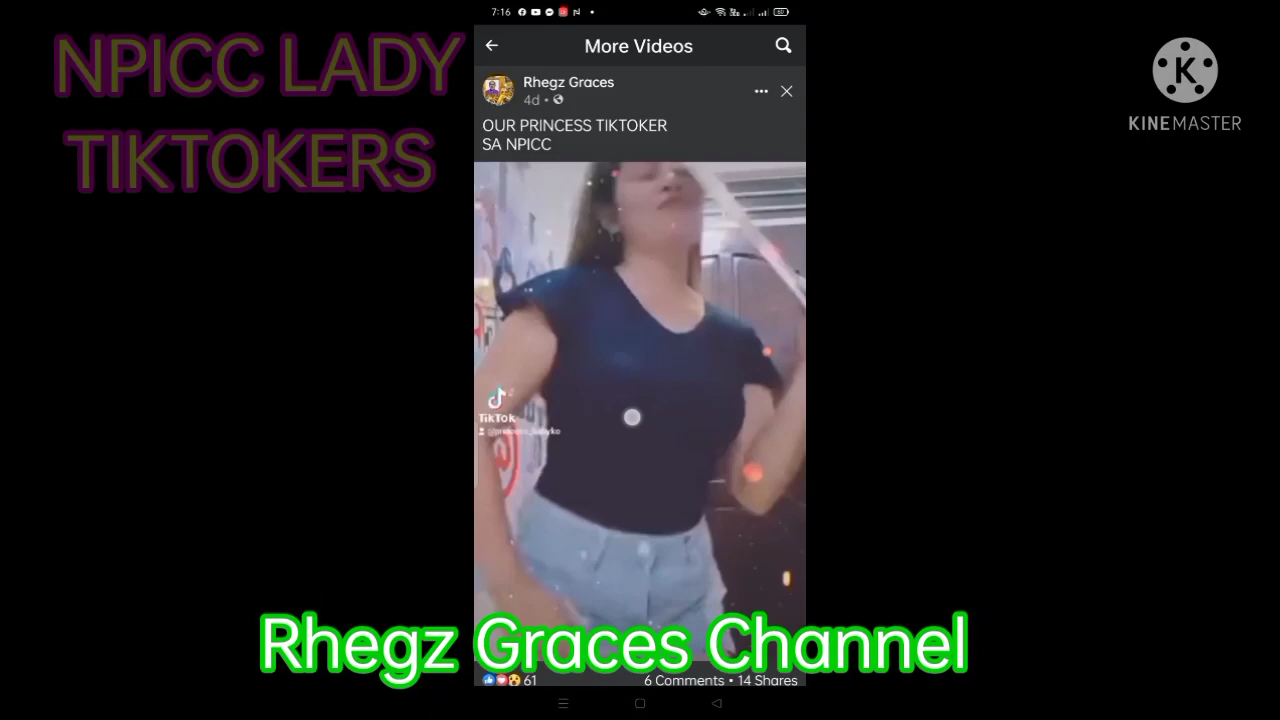 NPICC LADY
TIKTOKERS
7:16
60
More Videos
Rhegz Graces
4d
OUR PRINCESS TIKTOKER
SA NPICC
K
KINEMASTER
TikTok
Rhegz Graces Channel
61
6 Comments • 14 Shares